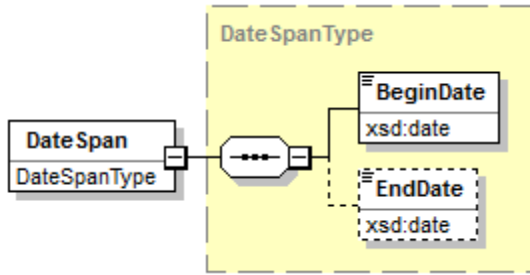 DateSpanType
BeginDate
xsd:date
DateSpan
DateSpanType
EndDate
xsd:date